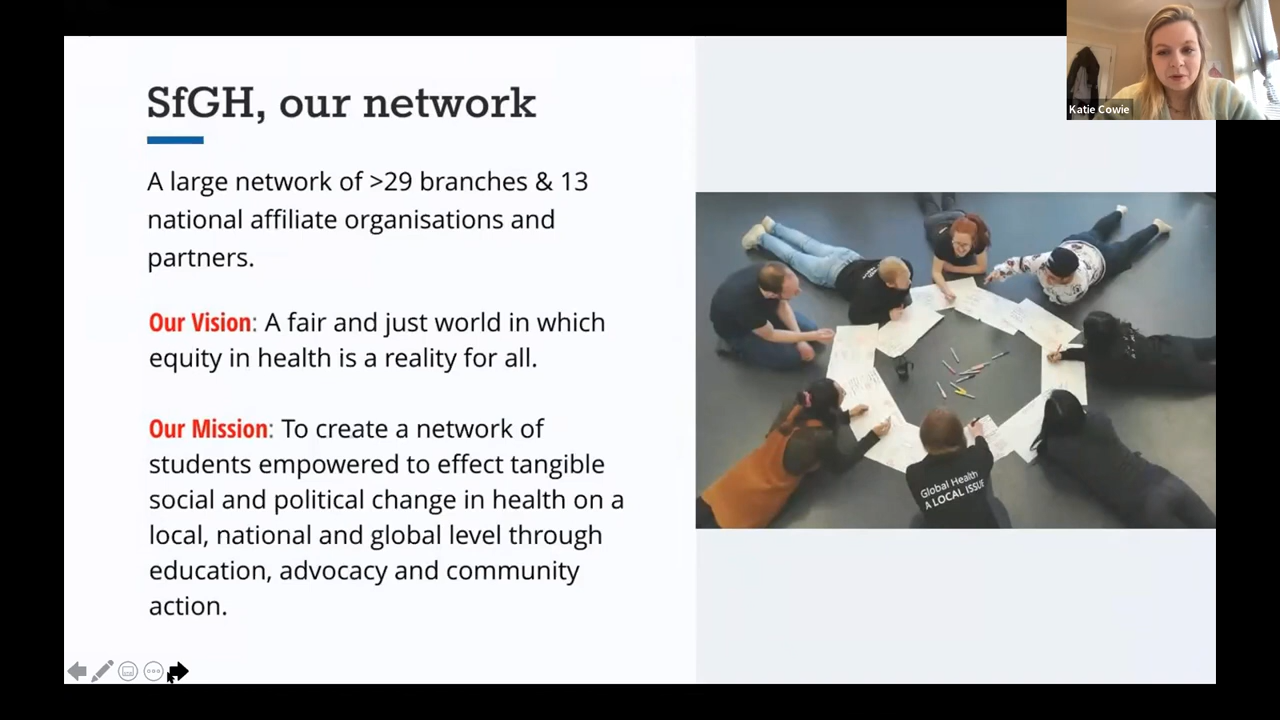 SfGH, our network
Katie Cowie
A large network of >29 branches & 13
national affiliate organisations and
partners.
Our Vision: A fair and just world in which
equity in health is a reality for all.
Our Mission: To create a network of
students empowered to effect tangible
social and political change in health on a
local, national and global level through
education, advocacy and community
action.
Global Health
A LOCAL ISSUE